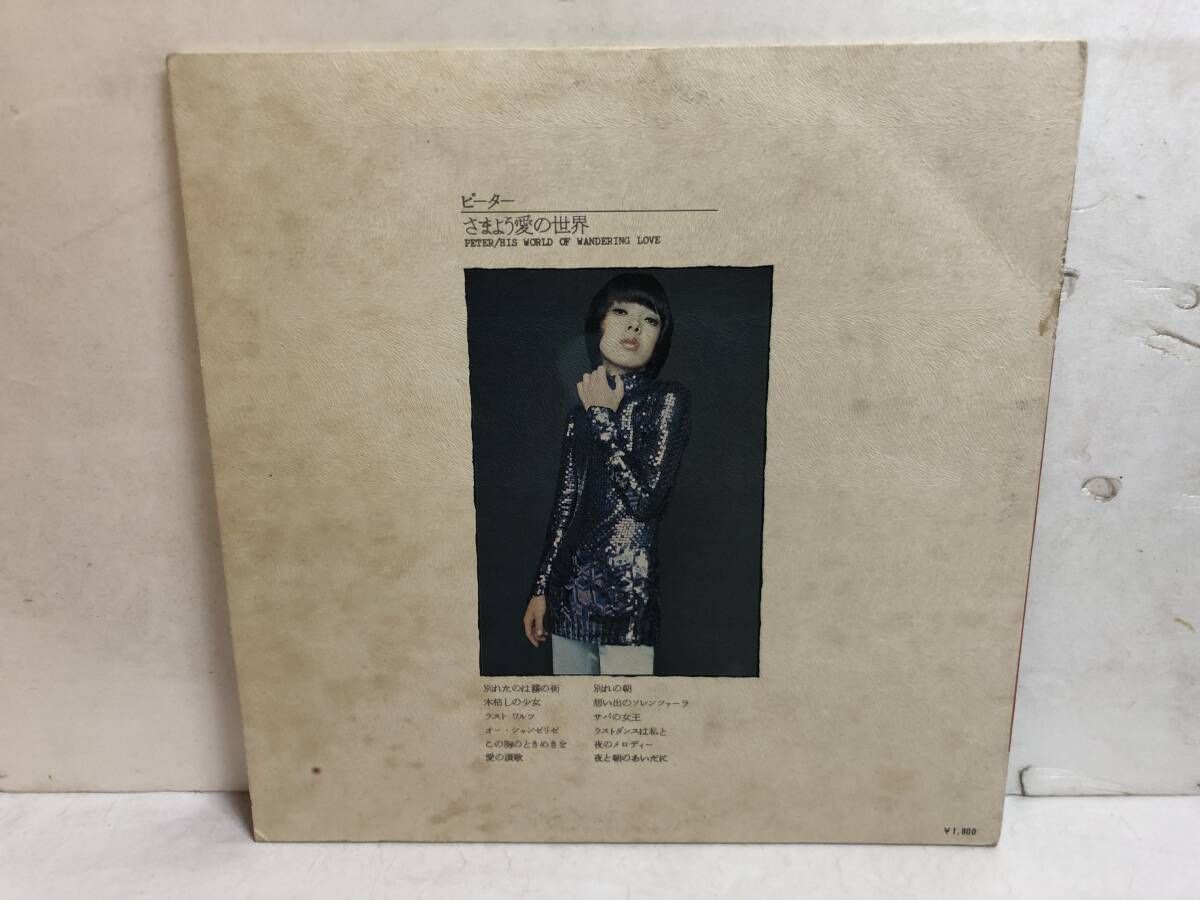 ピーター
さまよう愛の世界
PETER/HIS WORLD OF WANDERING LOVE
別れたのは霧の街
木枯しの少女
ラスト ワルツ
オー・シャンゼリゼ
この胸のときめきを
愛の讃歌
別れの朝
想い出のソレンツァーラ
サバの女王
ラストダンスは私と
夜のメロディー
夜と朝のあいだに
￥1,800